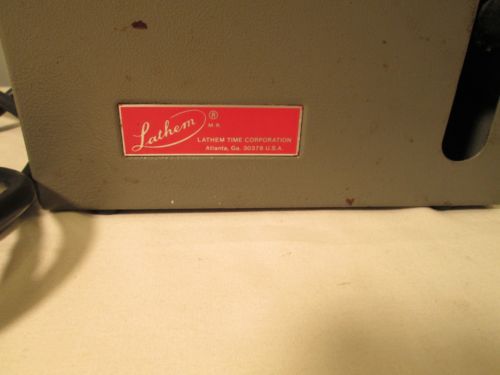 Lathem ®
M.R.
LATHEM TIME CORPORATION
Atlanta, Ga. 30378 U.S.A.